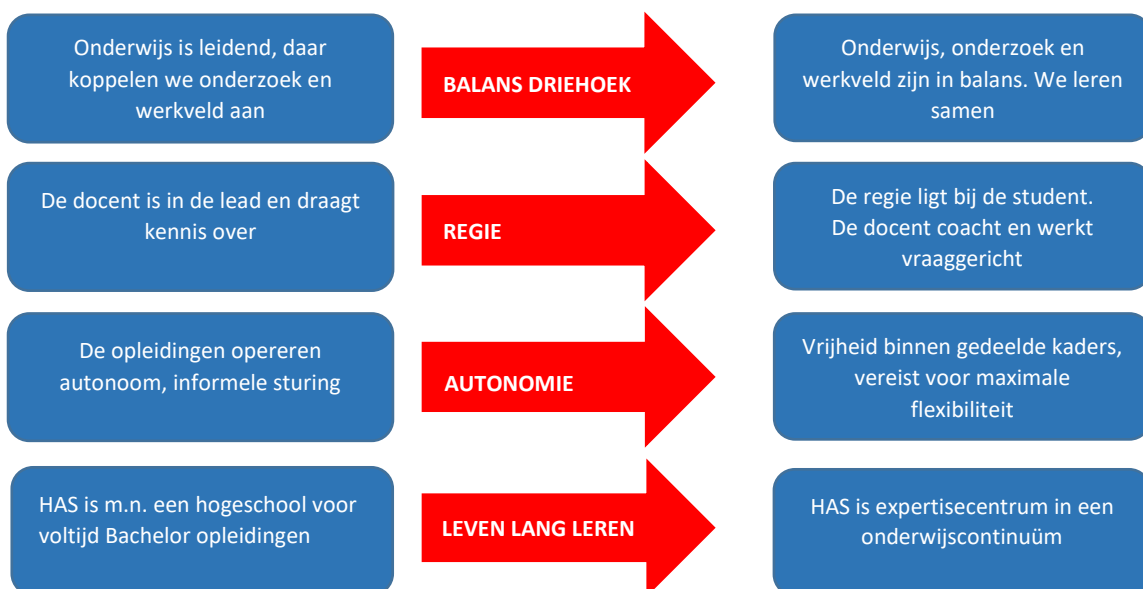 Onderwijs is leidend, daar
koppelen we onderzoek en
werkveld aan
BALANS DRIEHOEK
Onderwijs, onderzoek en
werkveld zijn in balans. We leren
samen
De docent is in de lead en draagt
kennis over
REGIE
De regie ligt bij de student.
De docent coacht en werkt
vraaggericht
De opleidingen opereren
autonoom, informele sturing
AUTONOMIE
Vrijheid binnen gedeelde kaders,
vereist voor maximale
flexibiliteit
HAS is m.n. een hogeschool voor
voltijd Bachelor opleidingen
LEVEN LANG LEREN
HAS is expertisecentrum in een
onderwijscontinuüm